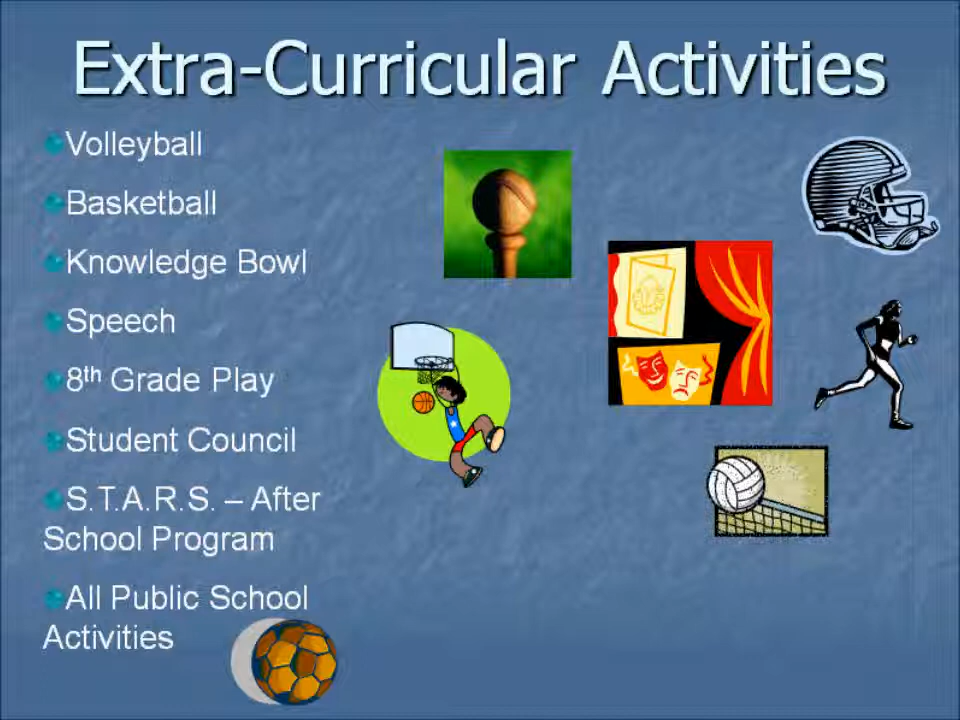 Extra-Curricular Activities
Volleyball
Basketball
Knowledge Bowl
Speech
8th Grade Play
Student Council
S.T.A.R.S. – After
School Program
All Public School
Activities